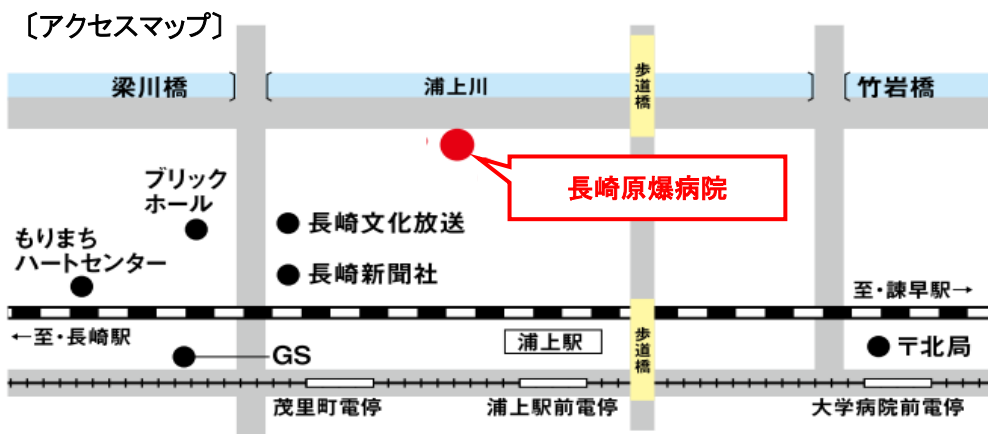 〔アクセスマップ〕
梁川橋
浦上川
歩道橋
竹岩橋
長崎原爆病院
ブリック
ホール
長崎文化放送
もりまち
ハートセンター
長崎新聞社
至・諫早駅→
←至・長崎駅
GS
浦上駅
歩道橋
〒北局
茂里町電停
浦上駅前電停
大学病院前電停